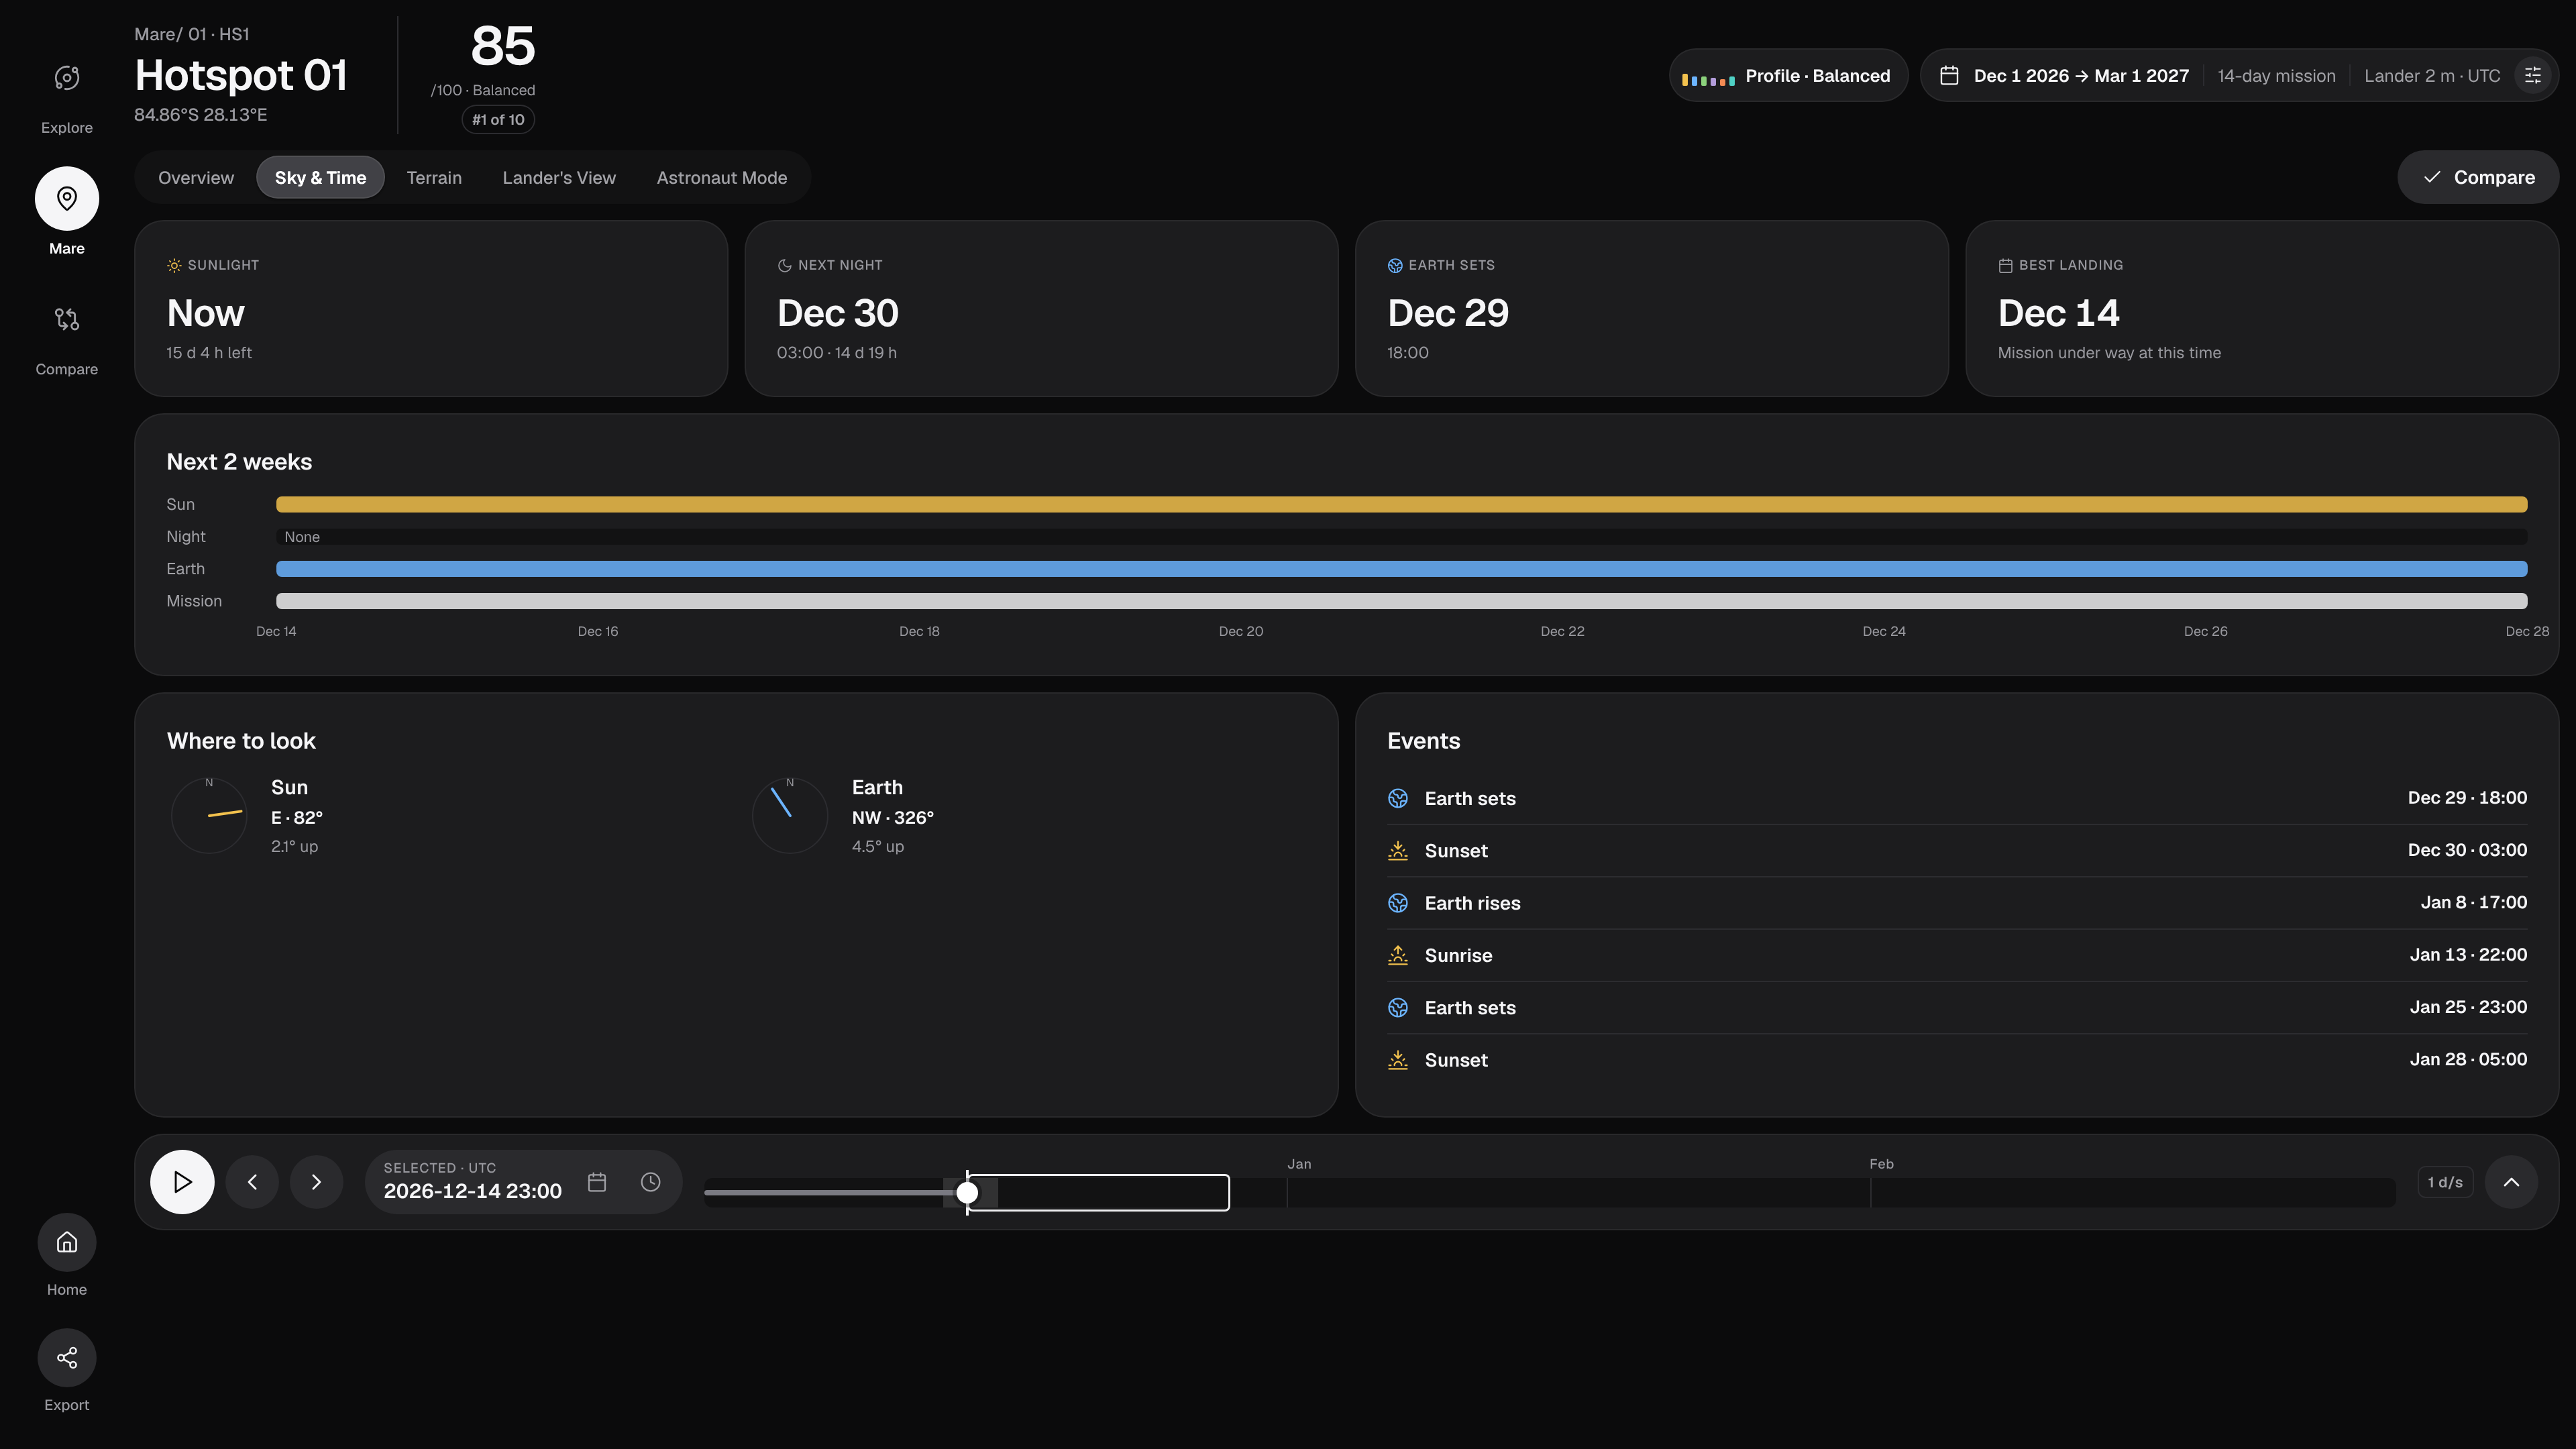 Mare/ 01 · HS1
Hotspot 01
84.86°S 28.13°E
85
/100 · Balanced
#1 of 10
Profile · Balanced
Dec 1 2026 → Mar 1 2027
14-day mission
Lander 2 m · UTC
Explore
Mare
Compare
Home
Export
Overview
Sky & Time
Terrain
Lander's View
Astronaut Mode
Compare
SUNLIGHT
Now
15 d 4 h left
NEXT NIGHT
Dec 30
03:00 · 14 d 19 h
EARTH SETS
Dec 29
18:00
BEST LANDING
Dec 14
Mission under way at this time
Next 2 weeks
Sun
Night
None
Earth
Mission
Dec 14
Dec 16
Dec 18
Dec 20
Dec 22
Dec 24
Dec 26
Dec 28
Where to look
N
Sun
E · 82°
2.1° up
N
Earth
NW · 326°
4.5° up
Events
Earth sets
Dec 29 · 18:00
Sunset
Dec 30 · 03:00
Earth rises
Jan 8 · 17:00
Sunrise
Jan 13 · 22:00
Earth sets
Jan 25 · 23:00
Sunset
Jan 28 · 05:00
SELECTED · UTC
2026-12-14 23:00
Jan
Feb
1 d/s